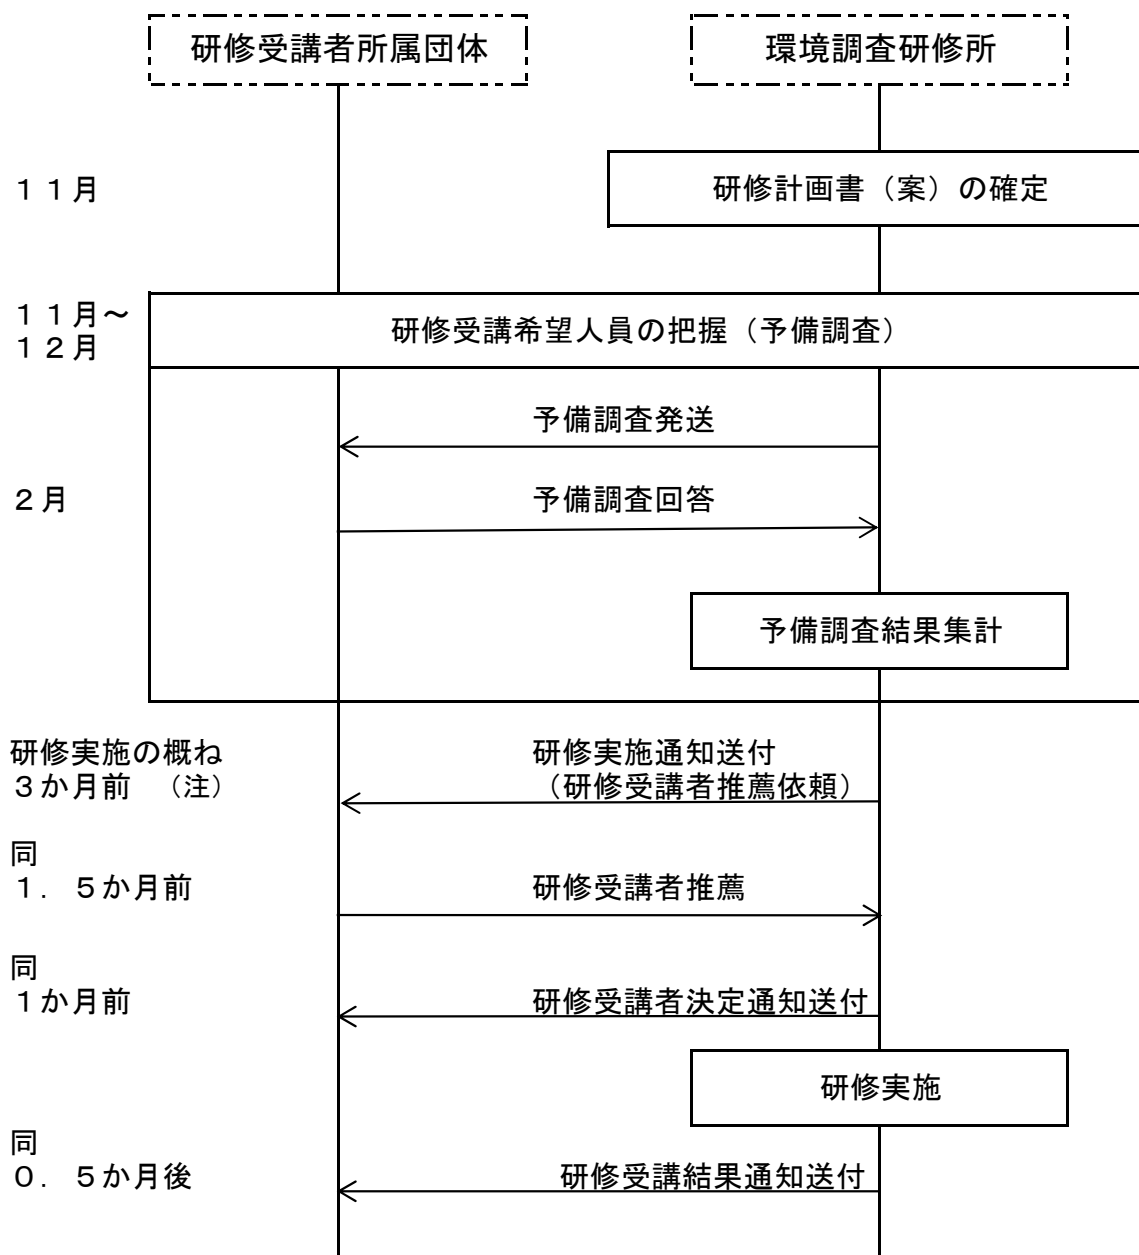 研修受講者所属団体
環境調査研修所
１１月
研修計画書（案）の確定
１１月～
１２月
研修受講希望人員の把握（予備調査）
予備調査発送
２月
予備調査回答
予備調査結果集計
研修実施の概ね
３か月前　（注）
研修実施通知送付
（研修受講者推薦依頼）
同
１．５か月前
研修受講者推薦
同
１か月前
研修受講者決定通知送付
研修実施
同
０．５か月後
研修受講結果通知送付